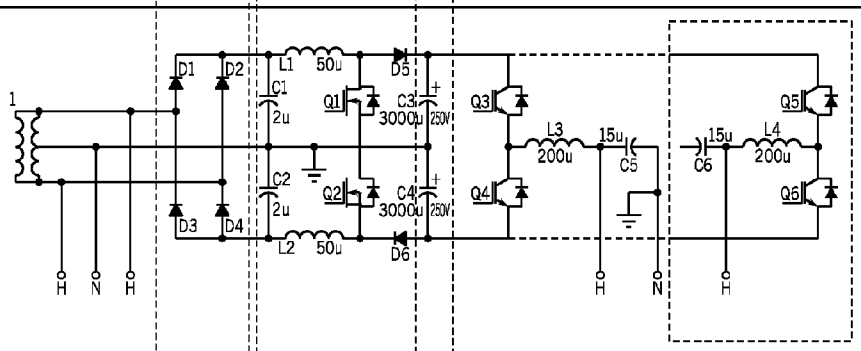 1
D1
D2
D3
D4
H
N
H
L1
50u
C1
2u
C2
2u
L2
50u
Q1
Q2
D5
D6
C3
3000u
+
250V
C4
3000u
+
250V
Q3
Q4
L3
200u
15u
C5
H
N
15u
C6
L4
200u
H
Q5
Q6